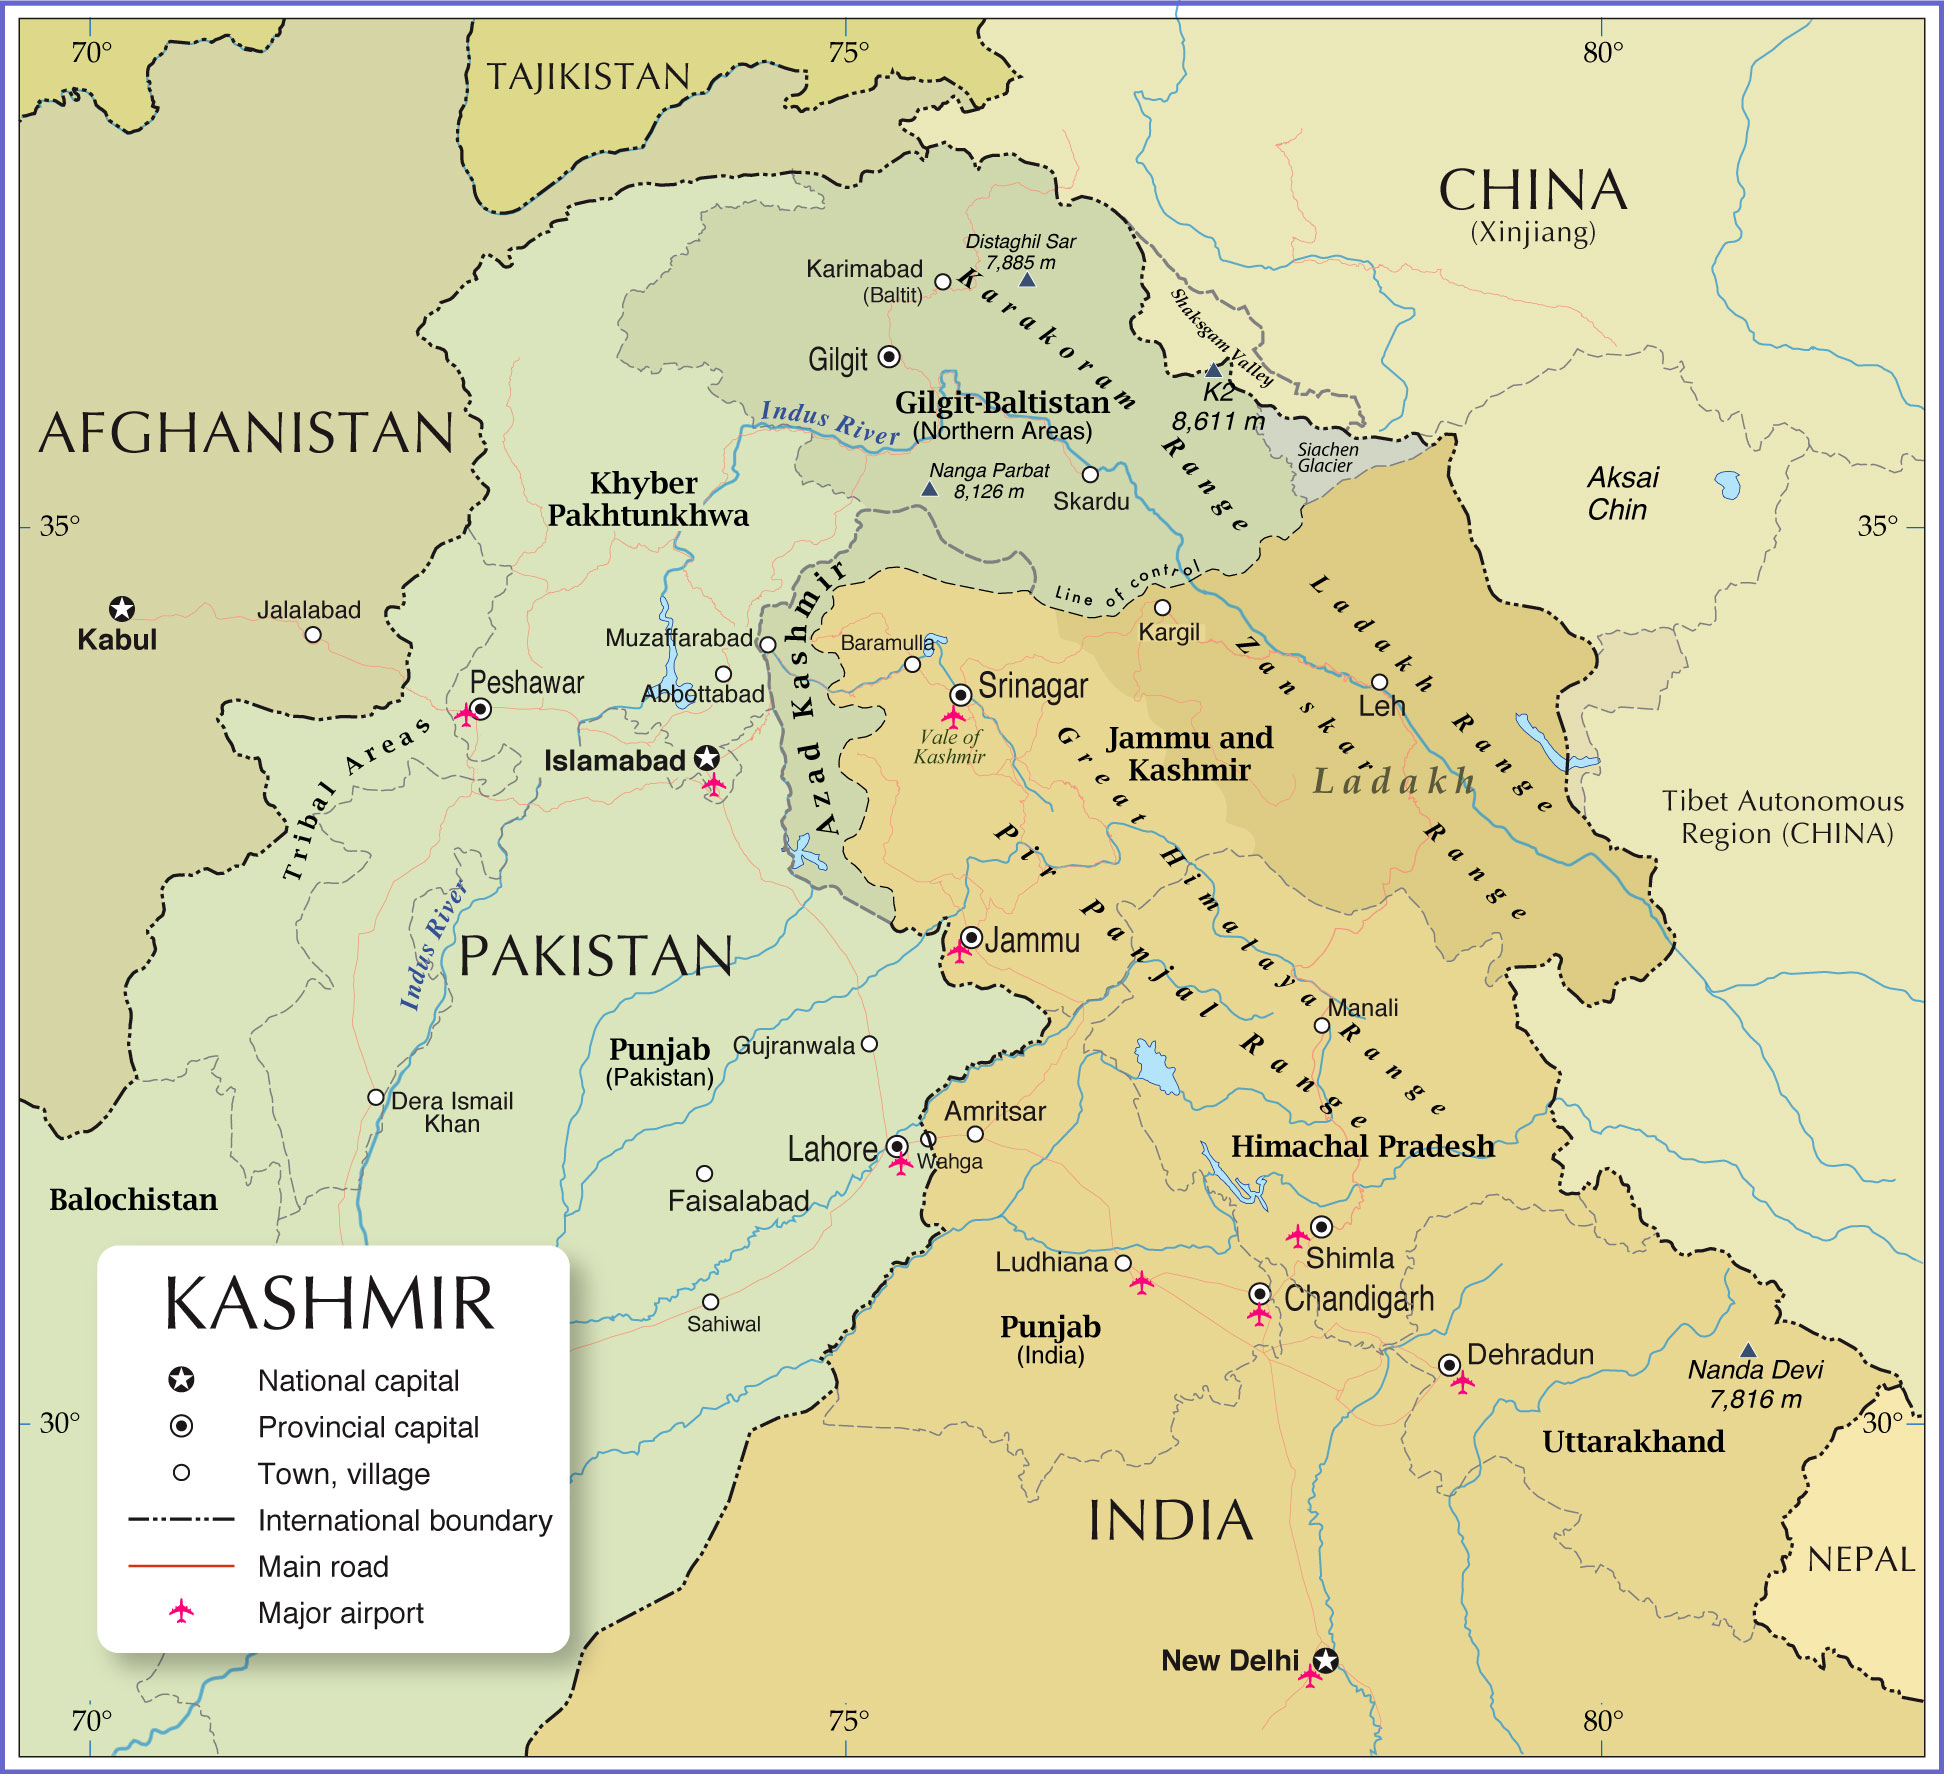 70°
75°
80°
TAJIKISTAN
CHINA
(Xinjiang)
Distaghil Sar
7,885 m
Karimabad
(Baltit)
Karakoram
Range
Shaksgam Valley
Gilgit
K2
8,611 m
Gilgit-Baltistan
(Northern Areas)
Indus River
AFGHANISTAN
Siachen
Glacier
Nanga Parbat
8,126 m
Skardu
Aksai
Chin
Khyber
Pakhtunkhwa
35°
35°
Line of control
Kabul
Jalalabad
Muzaffarabad
Azad Kashmir
Baramulla
Kargil
Ladakh
Range
Zanskar
Range
Peshawar
Abbottabad
Srinagar
Leh
Vale of
Kashmir
Jammu and
Kashmir
Great
Himalaya
Range
Ladakh
Tribal Areas
Islamabad
Tibet Autonomous
Region (CHINA)
Pir
Panjal
Range
Indus River
PAKISTAN
Jammu
Manali
Punjab
(Pakistan)
Gujranwala
Dera Ismail
Khan
Amritsar
Lahore
Wahga
Himachal Pradesh
Balochistan
Faisalabad
Shimla
Ludhiana
Chandigarh
Sahiwal
Punjab
(India)
Dehradun
Nanda Devi
7,816 m
30°
30°
Uttarakhand
INDIA
NEPAL
New Delhi
KASHMIR
National capital
Provincial capital
Town, village
International boundary
Main road
Major airport
70°
75°
80°